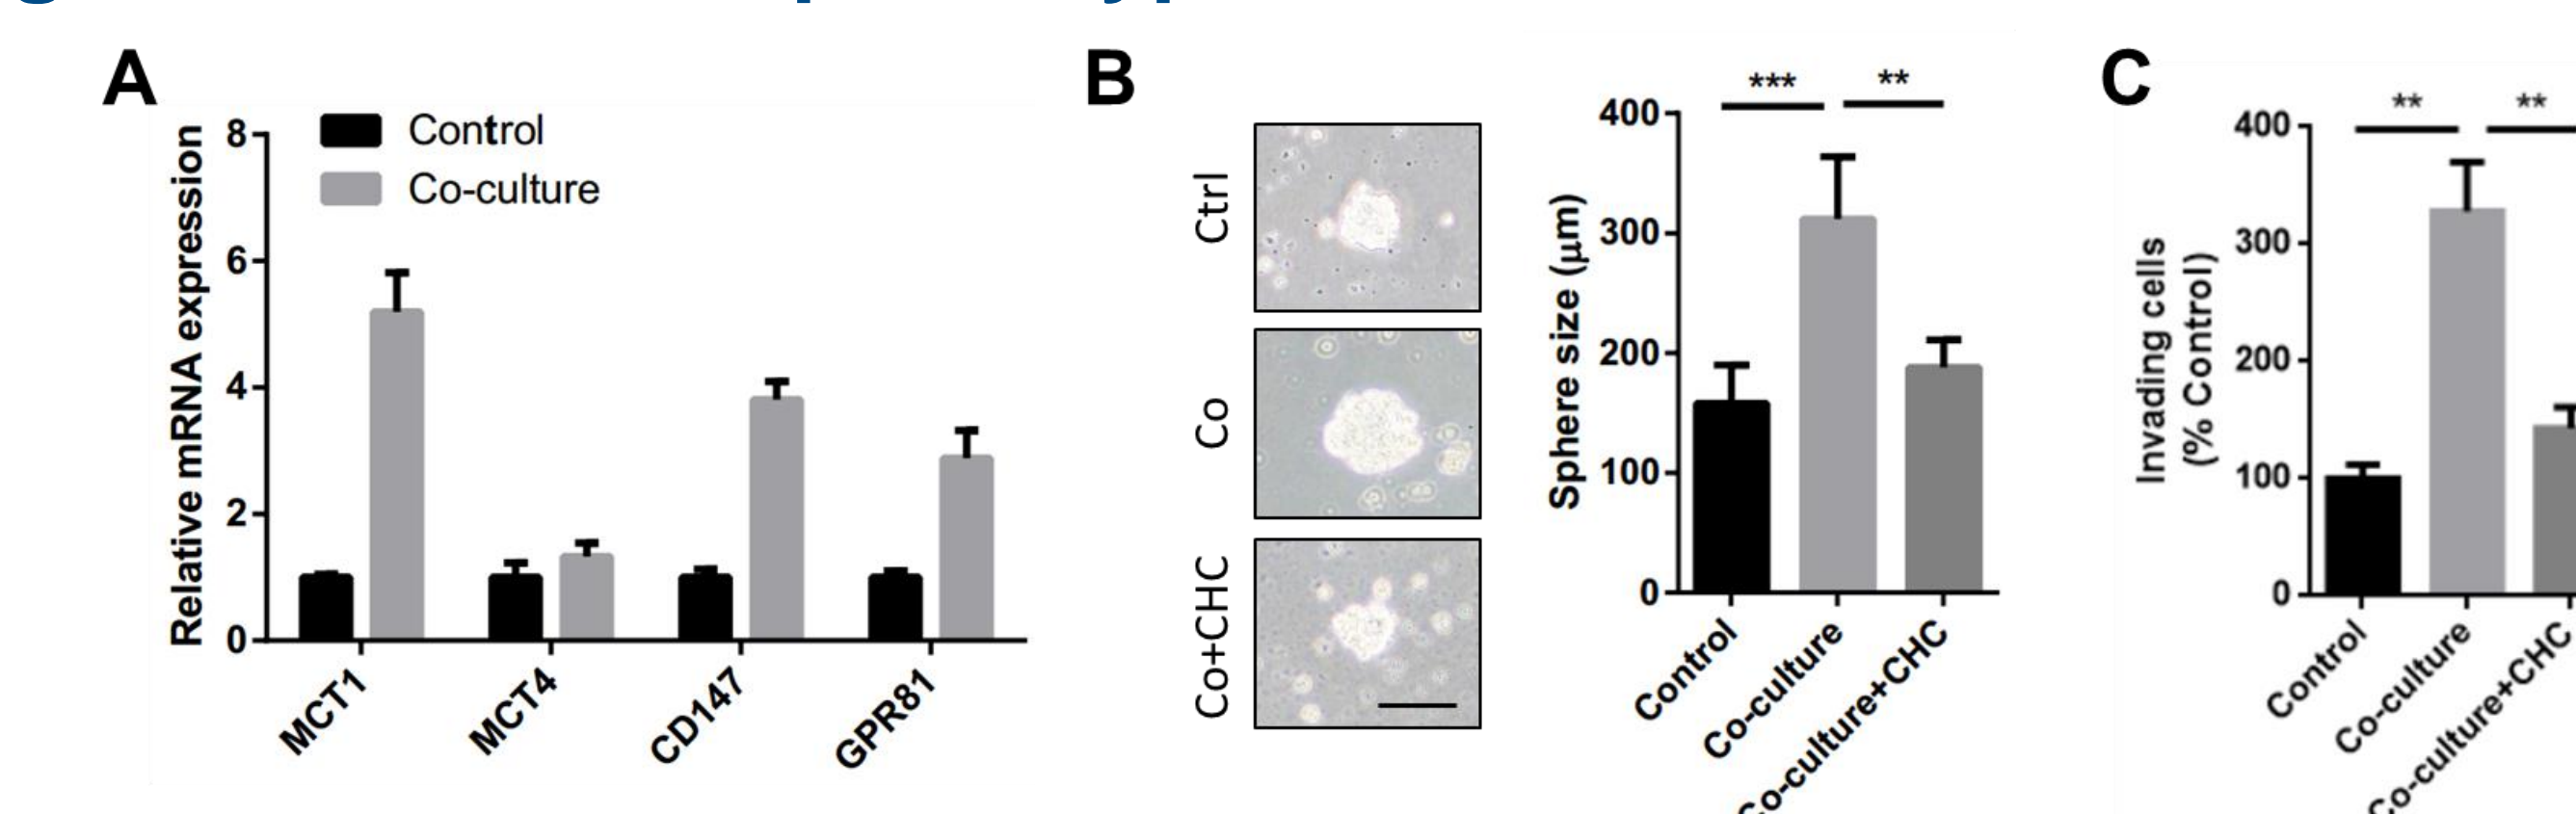 A
Relative mRNA expression
8
6
4
2
0
Control
Co-culture
MCT1
MCT4
CD147
GPR81
B
Ctrl
Co
Co+CHC
*** **
Sphere size (μm)
400
300
200
100
0
Control
Co-culture
Co-culture+CHC
C
** **
Invading cells
(% Control)
400
300
200
100
0
Control
Co-culture
Co-culture+CHC